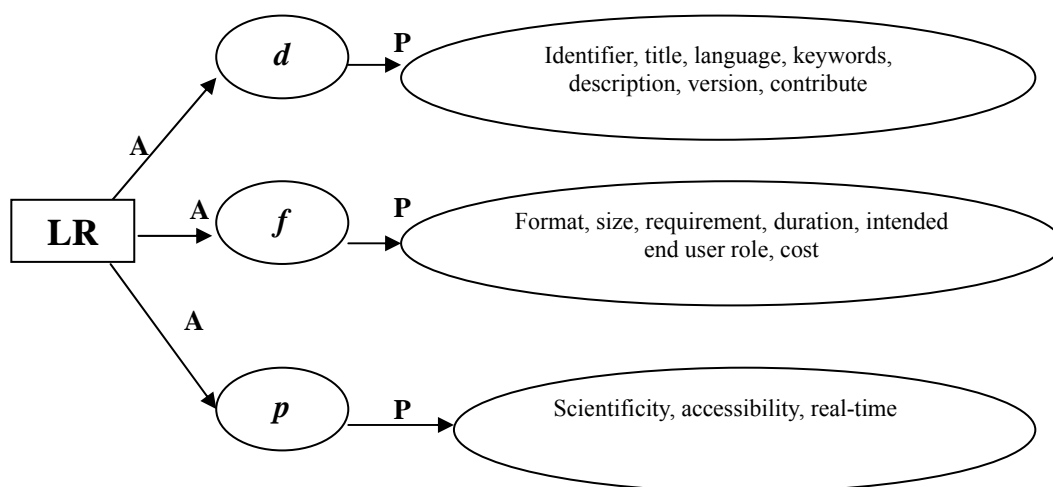 d
P
Identifier, title, language, keywords,
description, version, contribute
A
LR
A
f
P
Format, size, requirement, duration, intended
end user role, cost
A
p
P
Scientificity, accessibility, real-time